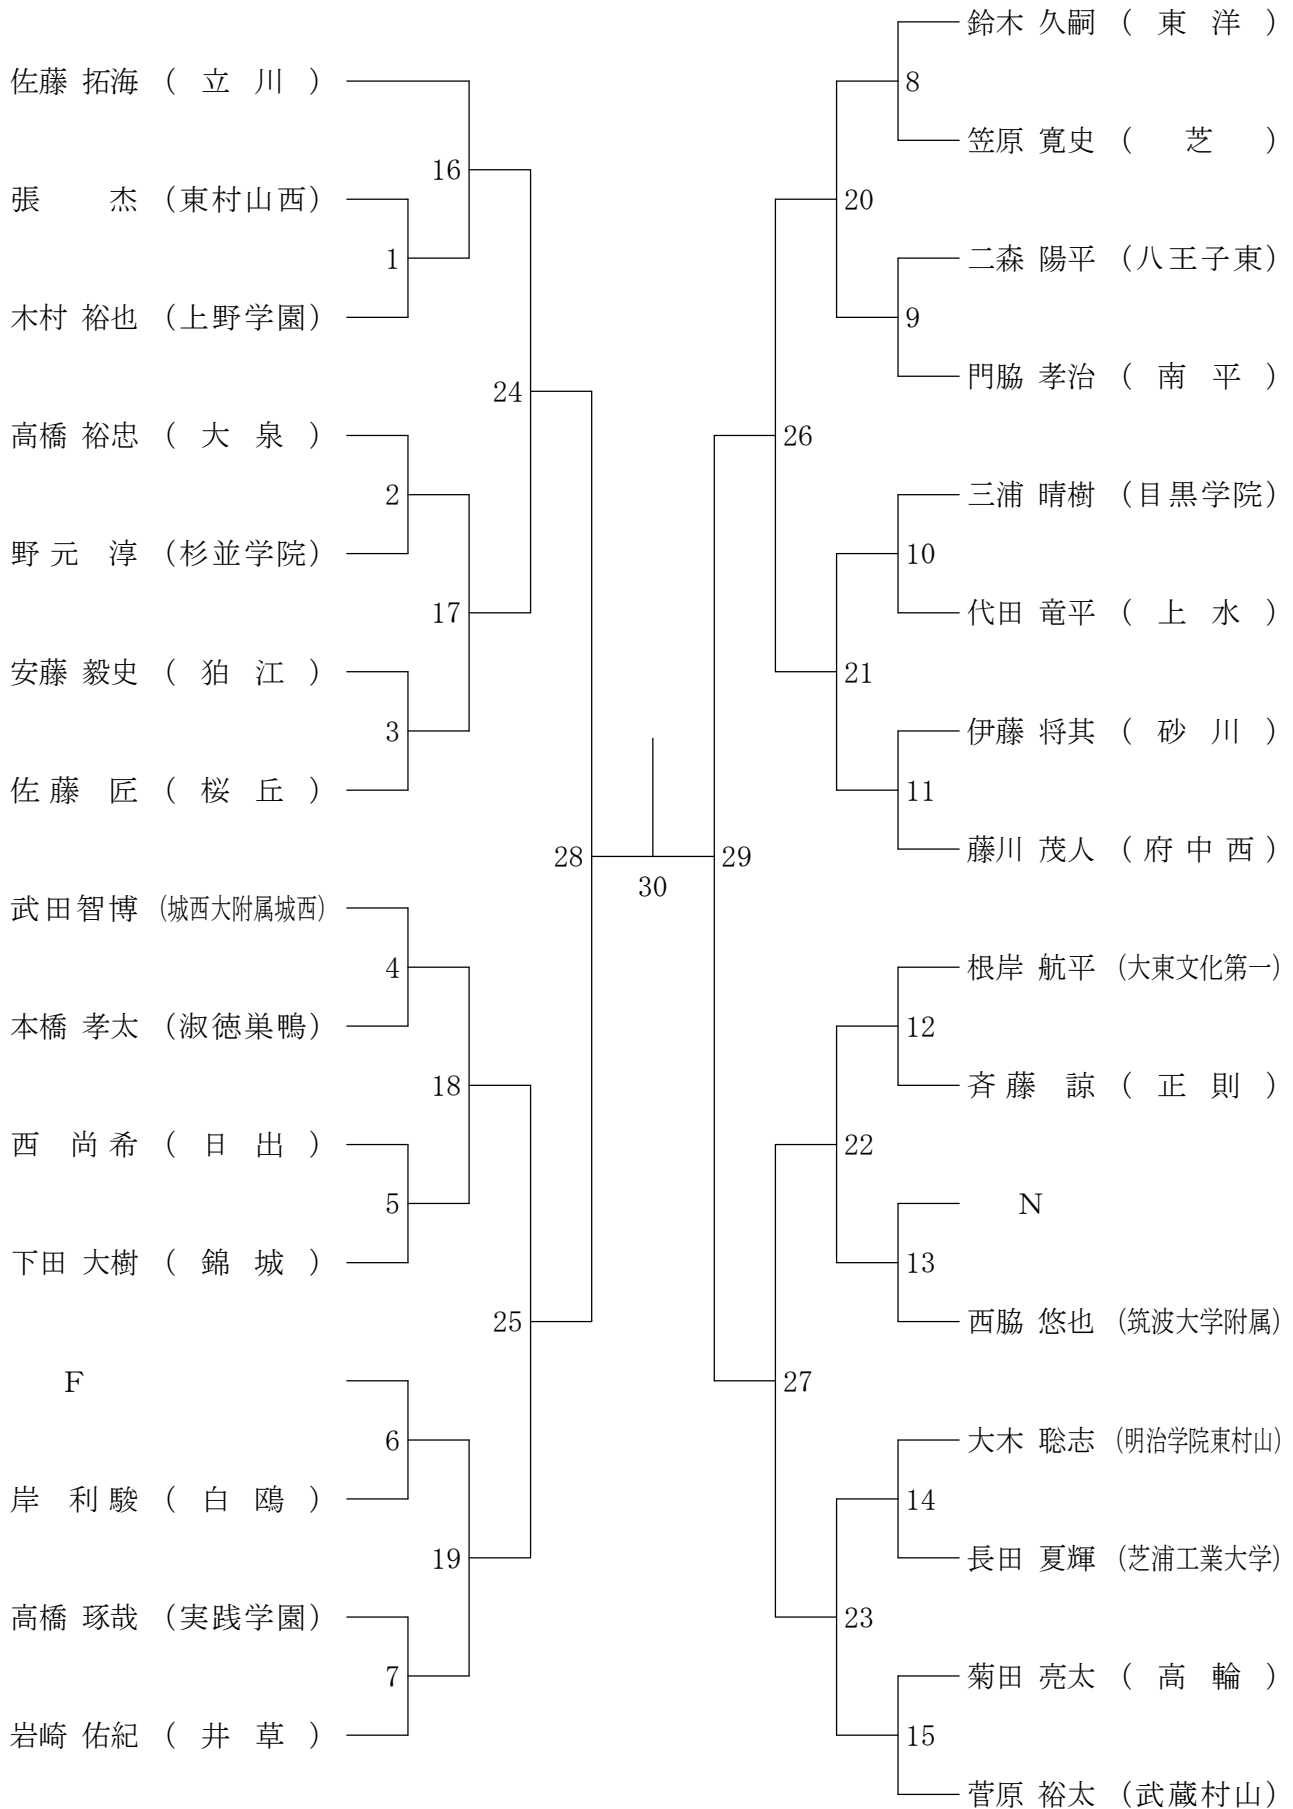 佐藤 拓海 （ 立 川 ）
張 杰 （東村山西）
木村 裕也 （上野学園）
高橋 裕忠 （ 大 泉 ）
野元 淳 （杉並学院）
安藤 毅史 （ 狛 江 ）
佐藤 匠 （ 桜 丘 ）
武田智博 （城西大附属城西）
本橋 孝太 （淑徳巣鴨）
西 尚希 （ 日 出 ）
下田 大樹 （ 錦 城 ）
F
岸 利駿 （ 白 鴎 ）
高橋 琢哉 （実践学園）
岩崎 佑紀 （ 井 草 ）
1
2
3
4
5
6
7
16
17
18
19
24
25
28
30
29
26
27
20
21
22
23
8
9
10
11
12
13
14
15
鈴木 久嗣 （ 東 洋 ）
笠原 寛史 （ 芝 ）
二森 陽平 （八王子東）
門脇 孝治 （ 南 平 ）
三浦 晴樹 （目黒学院）
代田 竜平 （ 上 水 ）
伊藤 将其 （ 砂 川 ）
藤川 茂人 （ 府 中 西 ）
根岸 航平 （大東文化第一）
斉藤 諒 （ 正 則 ）
N
西脇 悠也 （筑波大学附属）
大木 聡志 （明治学院東村山）
長田 夏輝 （芝浦工業大学）
菊田 亮太 （ 高 輪 ）
菅原 裕太 （武蔵村山）